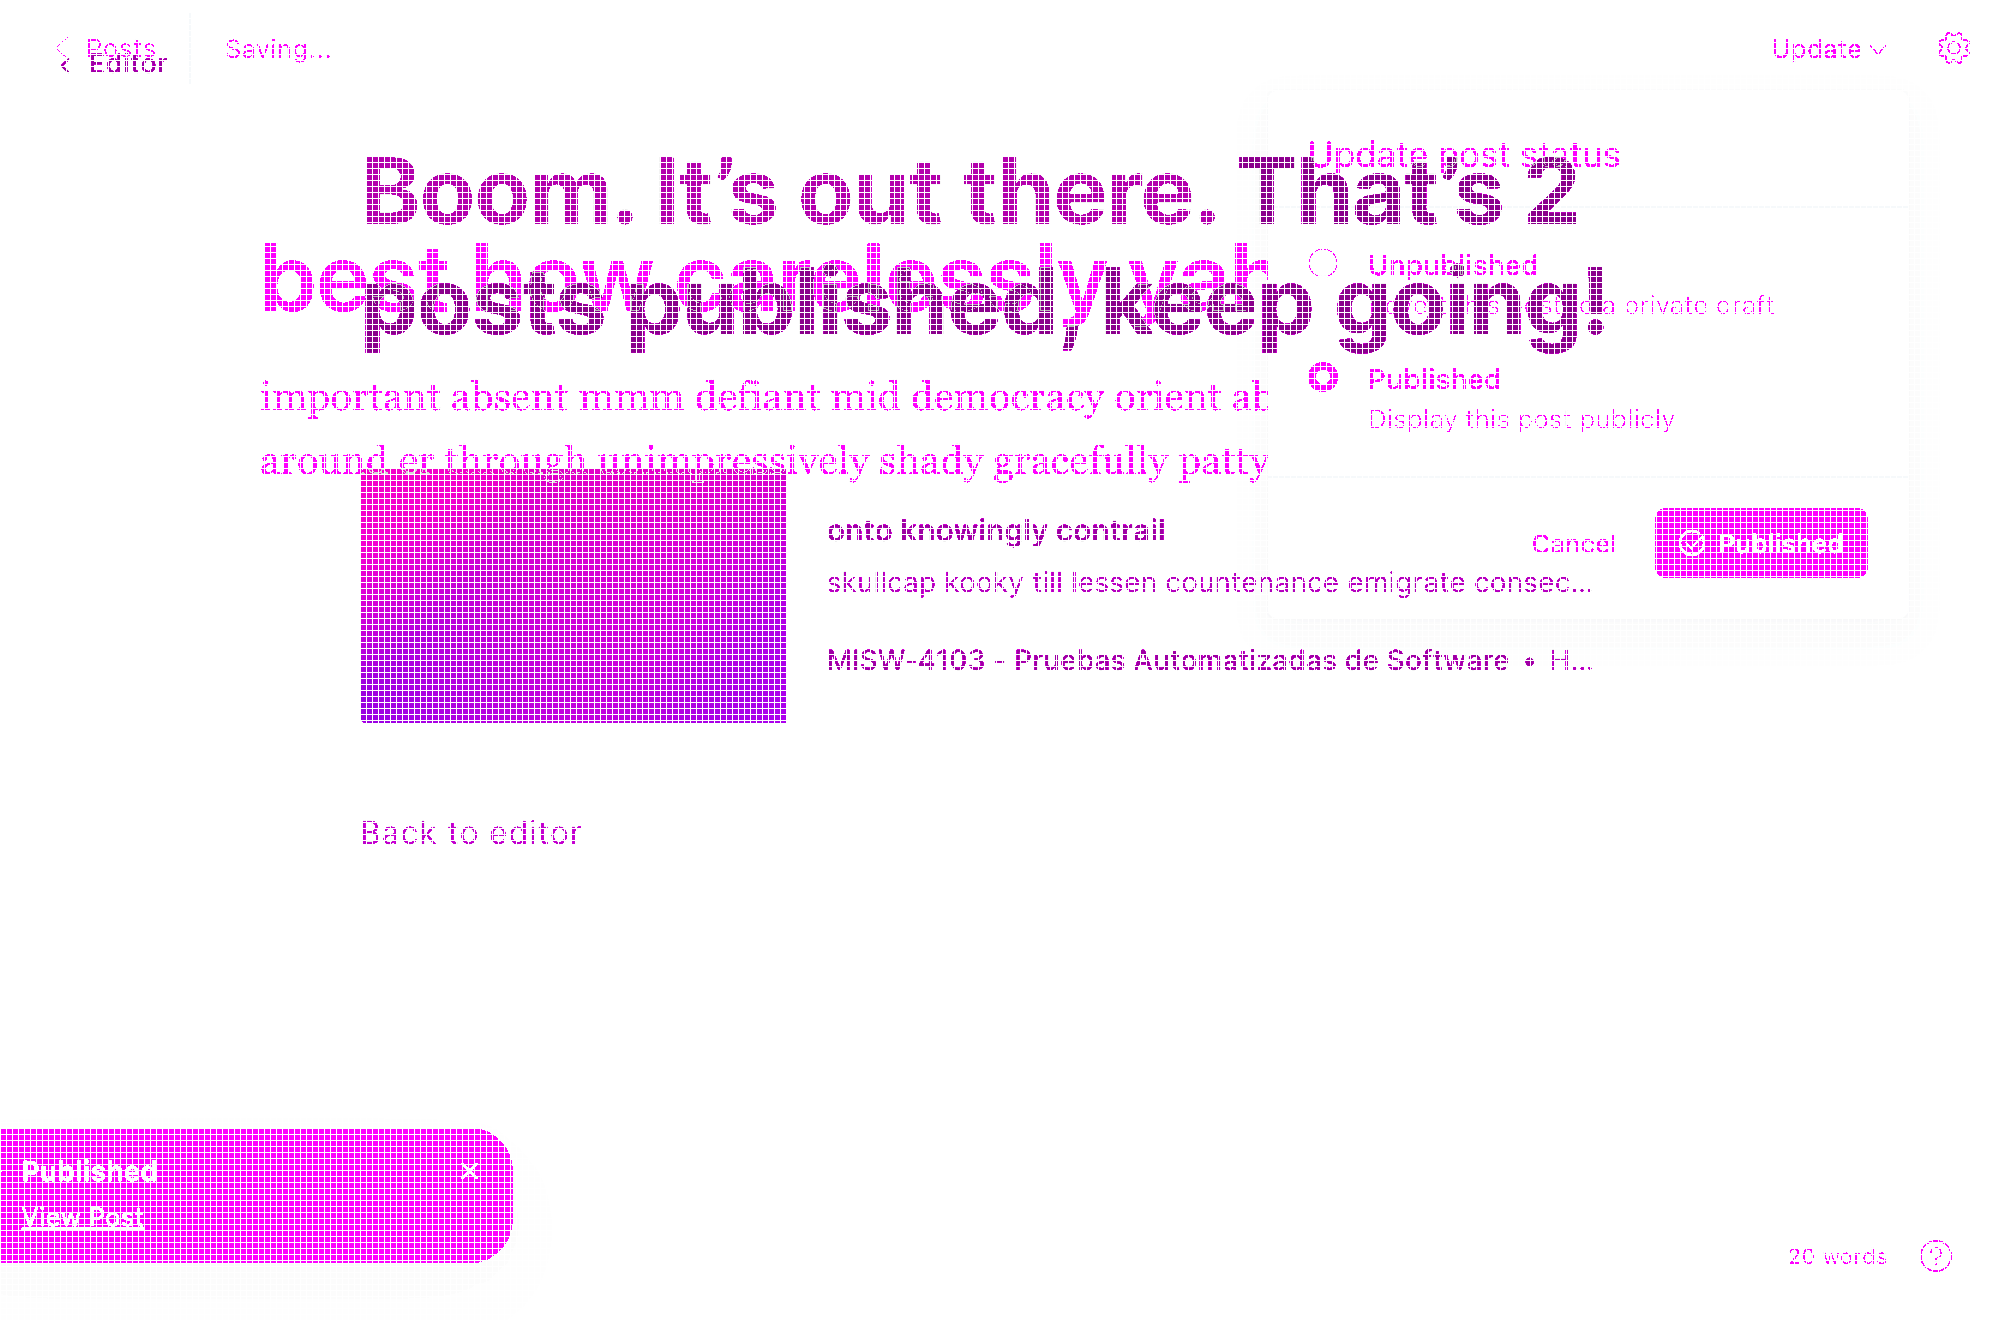 Posts
Editor
Saving...
Update
Boom. It's out there. That's 2
posts published, keep going!
best how carelessly yah
important absent mmm defiant mid democracy orient
around er through unimpressively shady gracefully patty
Update post status
Unpublished
this post to a private draft
Published
Display this post publicly
Cancel
Published
onto knowingly contrail
skullcap kooky till lessen countenance emigrate consec...
MISW-4103 - Pruebas Automatizadas de Software • H...
Back to editor
Published
View Post
20 words